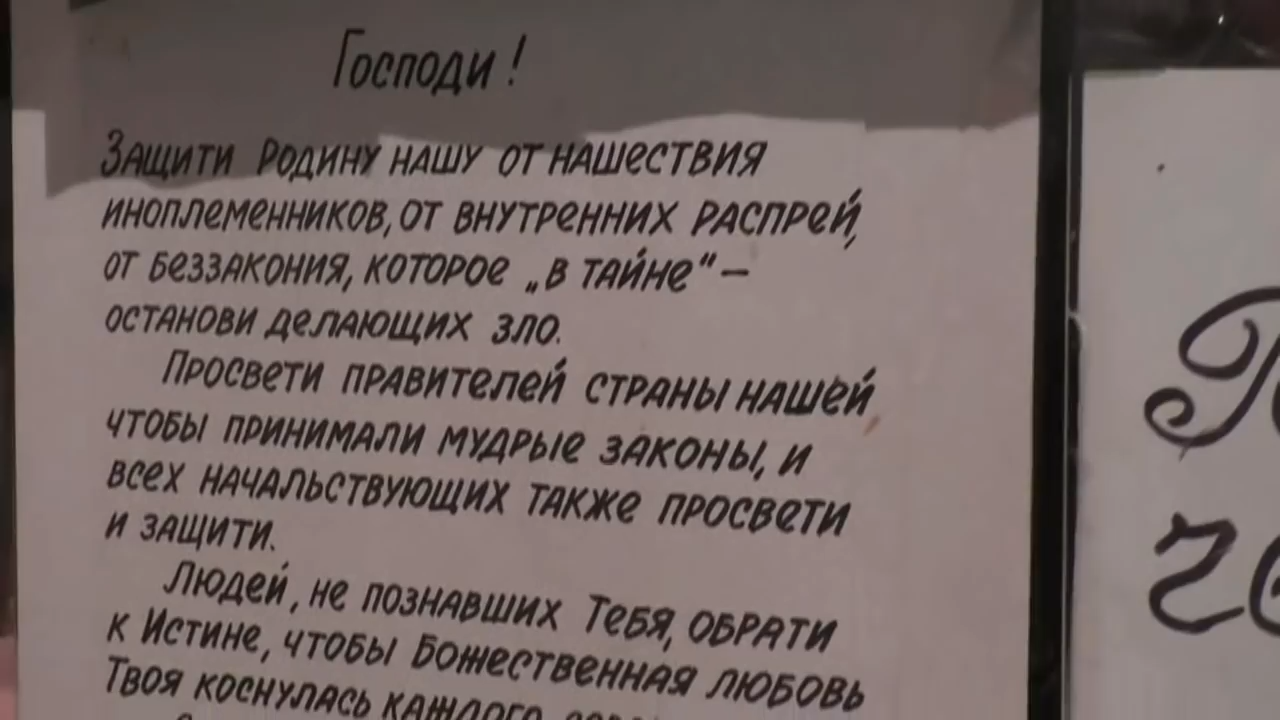 Господи!
Защити Родину нашу от нашествия
иноплеменников, от внутренних распрей,
от беззакония, которое „в тайне“ –
останови делающих зло.
Просвети правителей страны нашей
чтобы принимали мудрые законы, и
всех начальствующих также просвети
и защити.
Людей, не познавших Тебя, обрати
к Истине, чтобы Божественная любовь
Твоя коснулась каждого